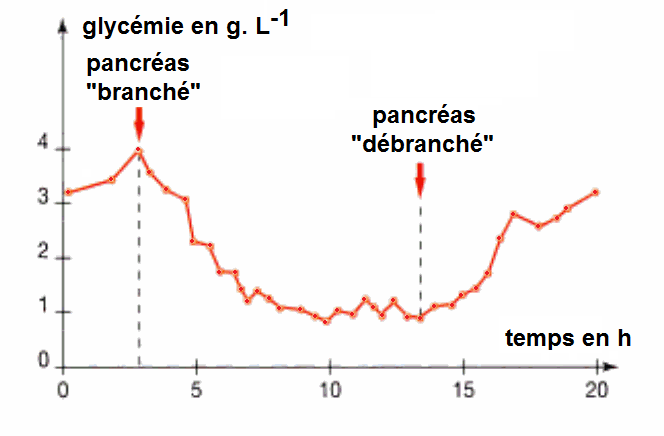 glycémie en g. L-1
pancréas
"branché"
pancréas
"débranché"
4
3
2
1
0
temps en h
0 5 10 15 20